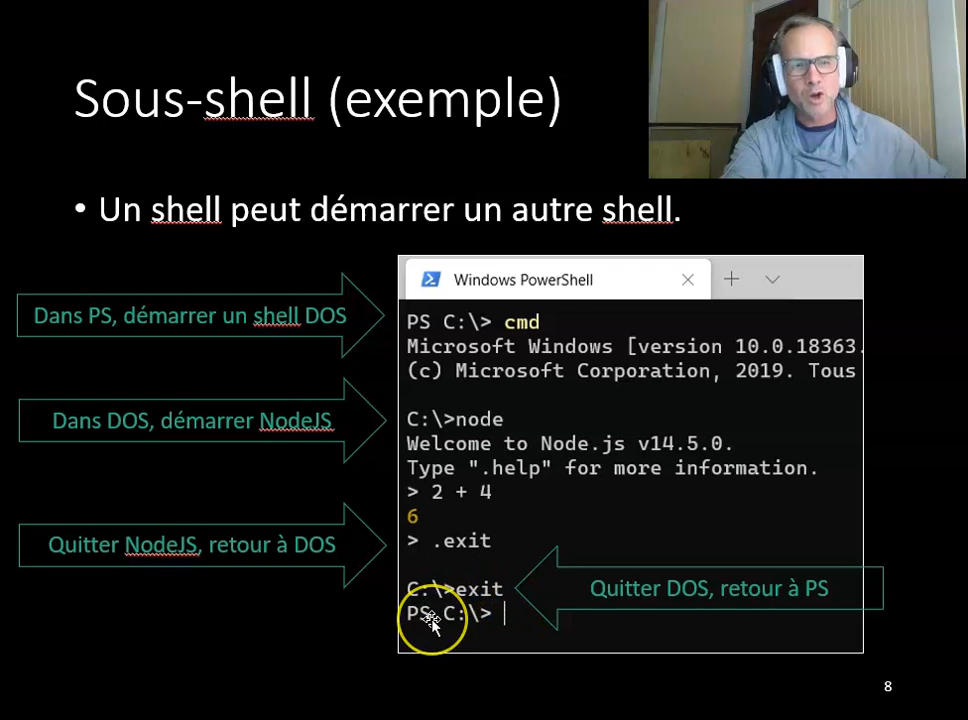 Sous-shell (exemple)
• Un shell peut démarrer un autre shell.
Windows PowerShell
Dans PS, démarrer un shell DOS
PS C:\> cmd
Microsoft Windows [version 10.0.18363.
(c) Microsoft Corporation, 2019. Tous
Dans DOS, démarrer NodeJS
C:\>node
Welcome to Node.js v14.5.0.
Type ".help" for more information.
> 2 + 4
6
Quitter NodeJS, retour à DOS
> .exit
C:\>exit
Quitter DOS, retour à PS
PS C:\>
8